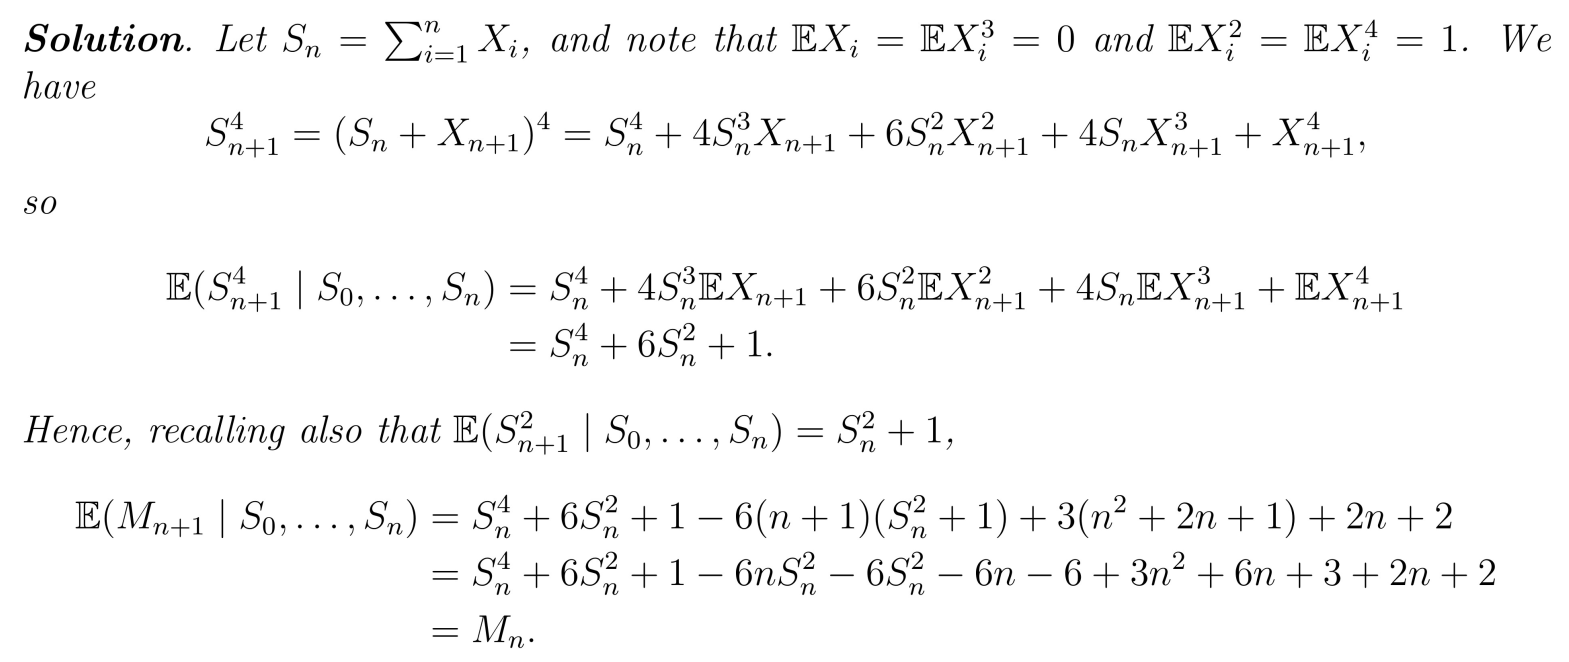 Solution. Let $S_n = \sum_{i=1}^n X_i$, and note that $\mathbb{E}X_i = \mathbb{E}X_i^3 = 0$ and $\mathbb{E}X_i^2 = \mathbb{E}X_i^4 = 1$. We
have
$S_{n+1}^4 = (S_n + X_{n+1})^4 = S_n^4 + 4S_n^3 X_{n+1} + 6S_n^2 X_{n+1}^2 + 4S_n X_{n+1}^3 + X_{n+1}^4,$
so
$\mathbb{E}(S_{n+1}^4 \mid S_0, \ldots, S_n) = S_n^4 + 4S_n^3 \mathbb{E}X_{n+1} + 6S_n^2 \mathbb{E}X_{n+1}^2 + 4S_n \mathbb{E}X_{n+1}^3 + \mathbb{E}X_{n+1}^4$
$= S_n^4 + 6S_n^2 + 1.$
Hence, recalling also that $\mathbb{E}(S_{n+1}^2 \mid S_0, \ldots, S_n) = S_n^2 + 1$,
$\mathbb{E}(M_{n+1} \mid S_0, \ldots, S_n) = S_n^4 + 6S_n^2 + 1 - 6(n + 1)(S_n^2 + 1) + 3(n^2 + 2n + 1) + 2n + 2$
$= S_n^4 + 6S_n^2 + 1 - 6nS_n^2 - 6S_n^2 - 6n - 6 + 3n^2 + 6n + 3 + 2n + 2$
$= M_n.$